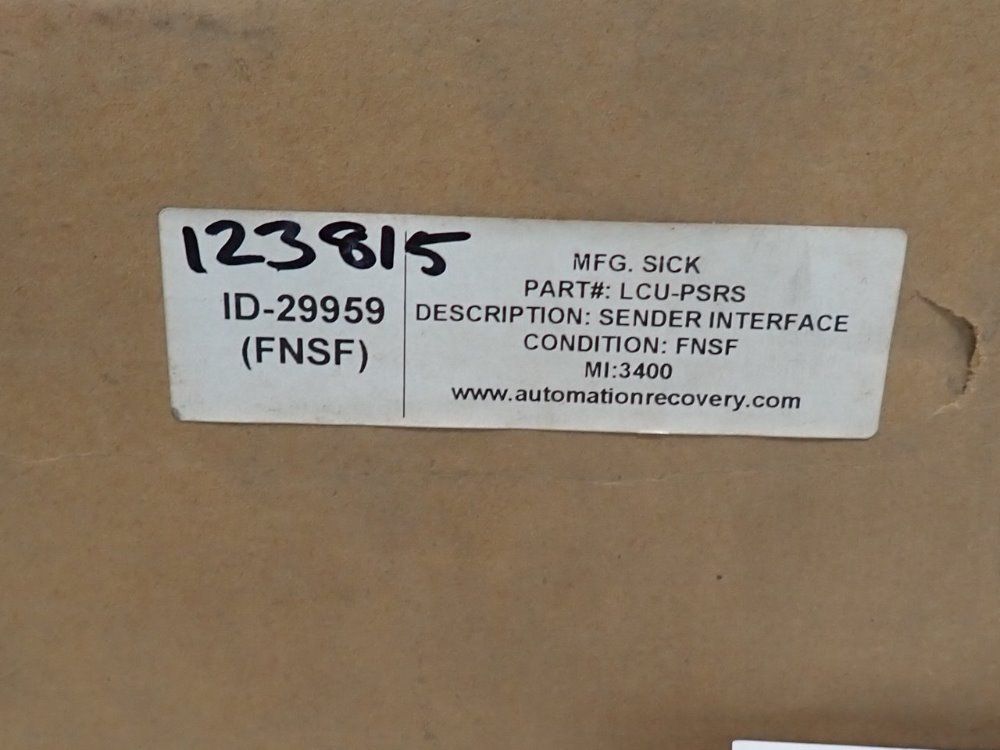 123815
ID-29959
(FNSF)
MFG. SICK
PART#: LCU-PSRS
DESCRIPTION: SENDER INTERFACE
CONDITION: FNSF
MI:3400
www.automationrecovery.com